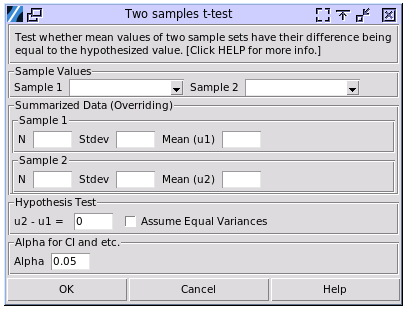 Two samples t-test
Test whether mean values of two sample sets have their difference being
equal to the hypothesized value. [Click HELP for more info.]
Sample Values
Sample 1 Sample 2
Summarized Data (Overriding)
Sample 1
N Stdev Mean (u1)
Sample 2
N Stdev Mean (u2)
Hypothesis Test
u2 - u1 = 0 Assume Equal Variances
Alpha for CI and etc.
Alpha 0.05
OK Cancel Help